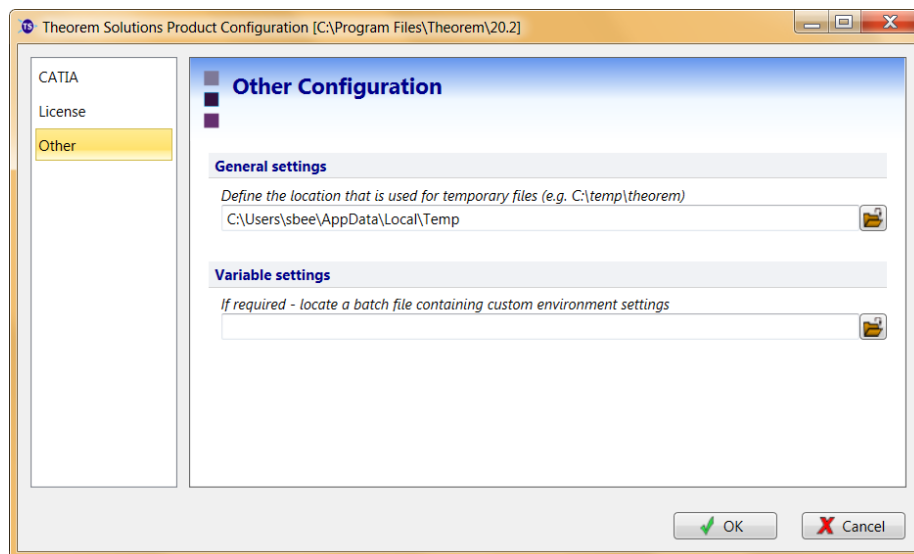 Theorem Solutions Product Configuration [C:\Program Files\Theorem\20.2]
CATIA
License
Other
Other Configuration
General settings
Define the location that is used for temporary files (e.g. C:\temp\theorem)
C:\Users\sbee\AppData\Local\Temp
Variable settings
If required - locate a batch file containing custom environment settings
OK
Cancel